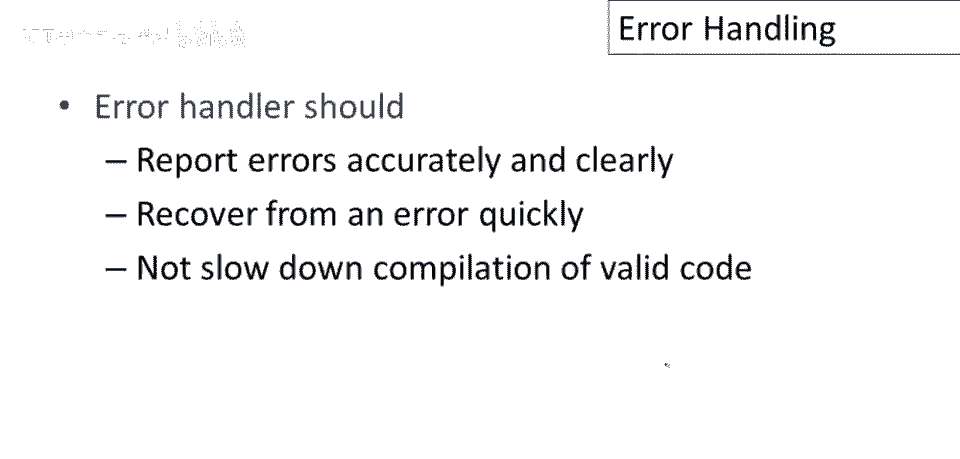 Error Handling
• Error handler should
– Report errors accurately and clearly
– Recover from an error quickly
– Not slow down compilation of valid code